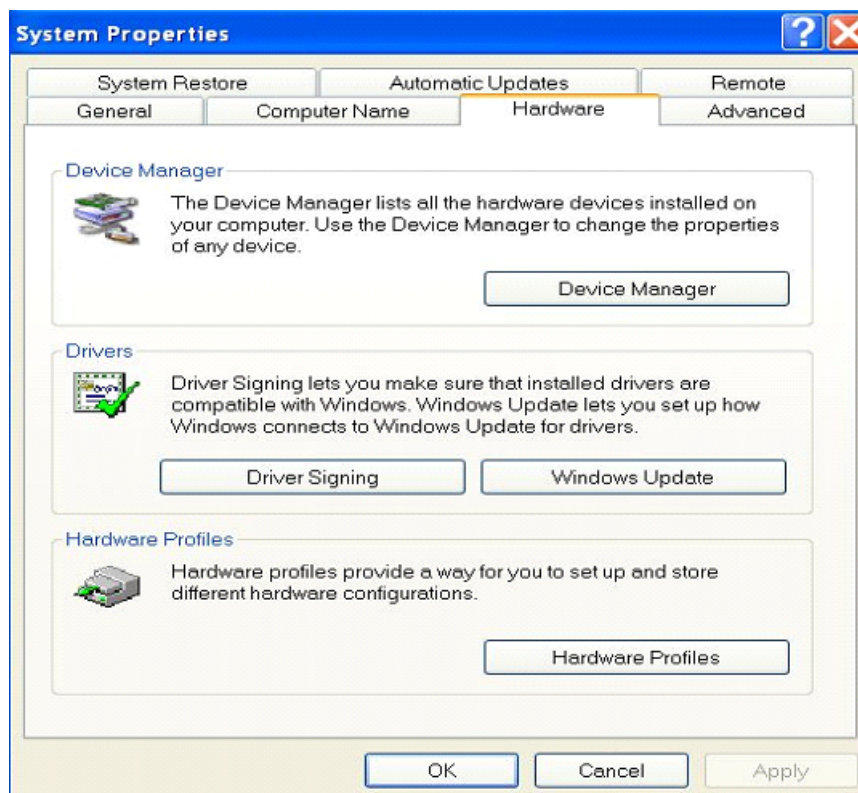 System Properties
System Restore Automatic Updates Remote
General Computer Name Hardware Advanced
Device Manager
The Device Manager lists all the hardware devices installed on
your computer. Use the Device Manager to change the properties
of any device.
Device Manager
Drivers
Driver Signing lets you make sure that installed drivers are
compatible with Windows. Windows Update lets you set up how
Windows connects to Windows Update for drivers.
Driver Signing Windows Update
Hardware Profiles
Hardware profiles provide a way for you to set up and store
different hardware configurations.
Hardware Profiles
OK Cancel Apply